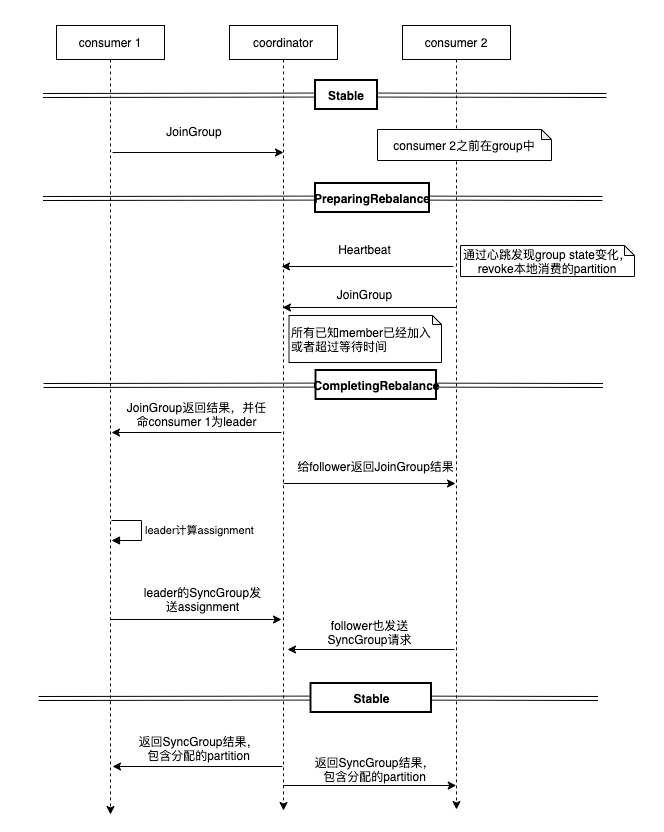 consumer 1
coordinator
consumer 2
Stable
JoinGroup
consumer 2之前在group中
PreparingRebalance
Heartbeat
通过心跳发现group state变化，
revoke本地消费的partition
JoinGroup
所有已知member已经加入
或者超过等待时间
CompletingRebalance
JoinGroup返回结果，并任
命consumer 1为leader
给follower返回JoinGroup结果
leader计算assignment
leader的SyncGroup发
送assignment
follower也发送
SyncGroup请求
Stable
返回SyncGroup结果，
包含分配的partition
返回SyncGroup结果，
包含分配的partition